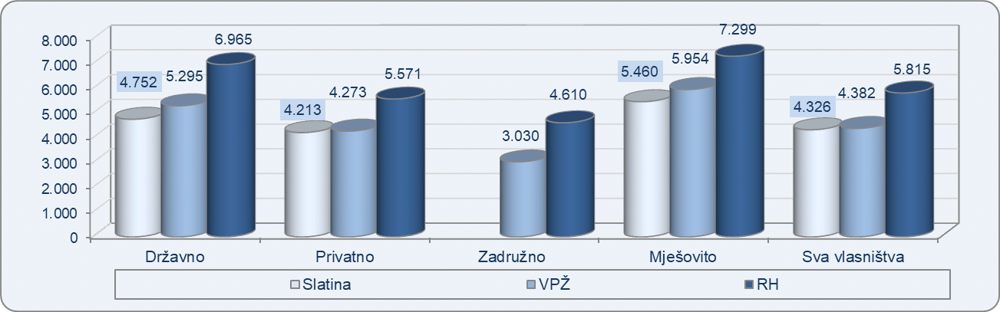 8.000
7.000
6.000
5.000
4.000
3.000
2.000
1.000
0
4.752 5.295 6.965
4.213 4.273 5.571
3.030 4.610
5.460 5.954 7.299
4.326 4.382 5.815
Državno Privatno Zadružno Mješovito Sva vlasništva
Slatina VPŽ RH